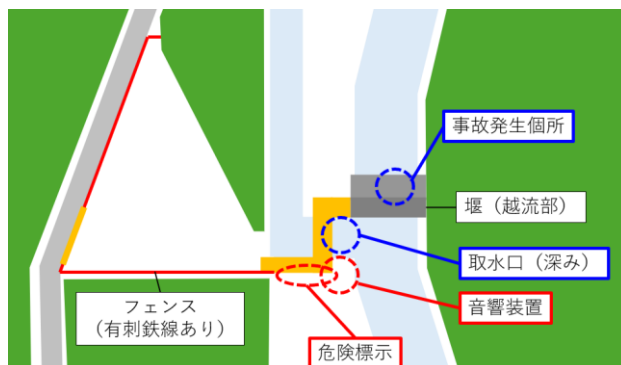 事故発生個所
堰（越流部）
取水口（深み）
音響装置
フェンス
（有刺鉄線あり）
危険標示